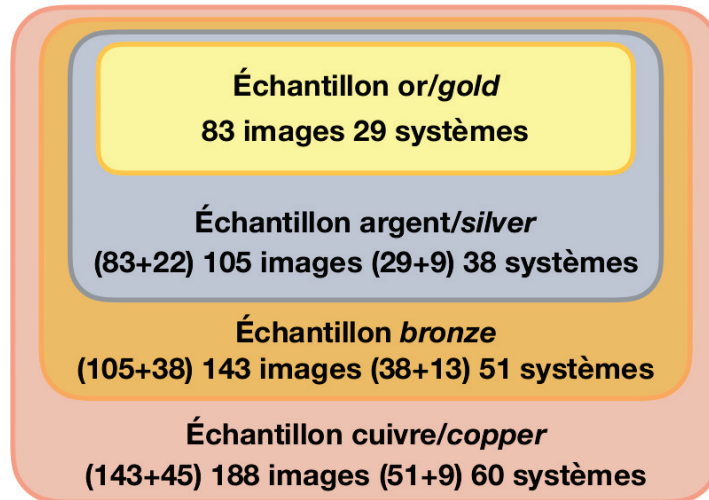 Échantillon or/gold
83 images 29 systèmes
Échantillon argent/silver
(83+22) 105 images (29+9) 38 systèmes
Échantillon bronze
(105+38) 143 images (38+13) 51 systèmes
Échantillon cuivre/copper
(143+45) 188 images (51+9) 60 systèmes